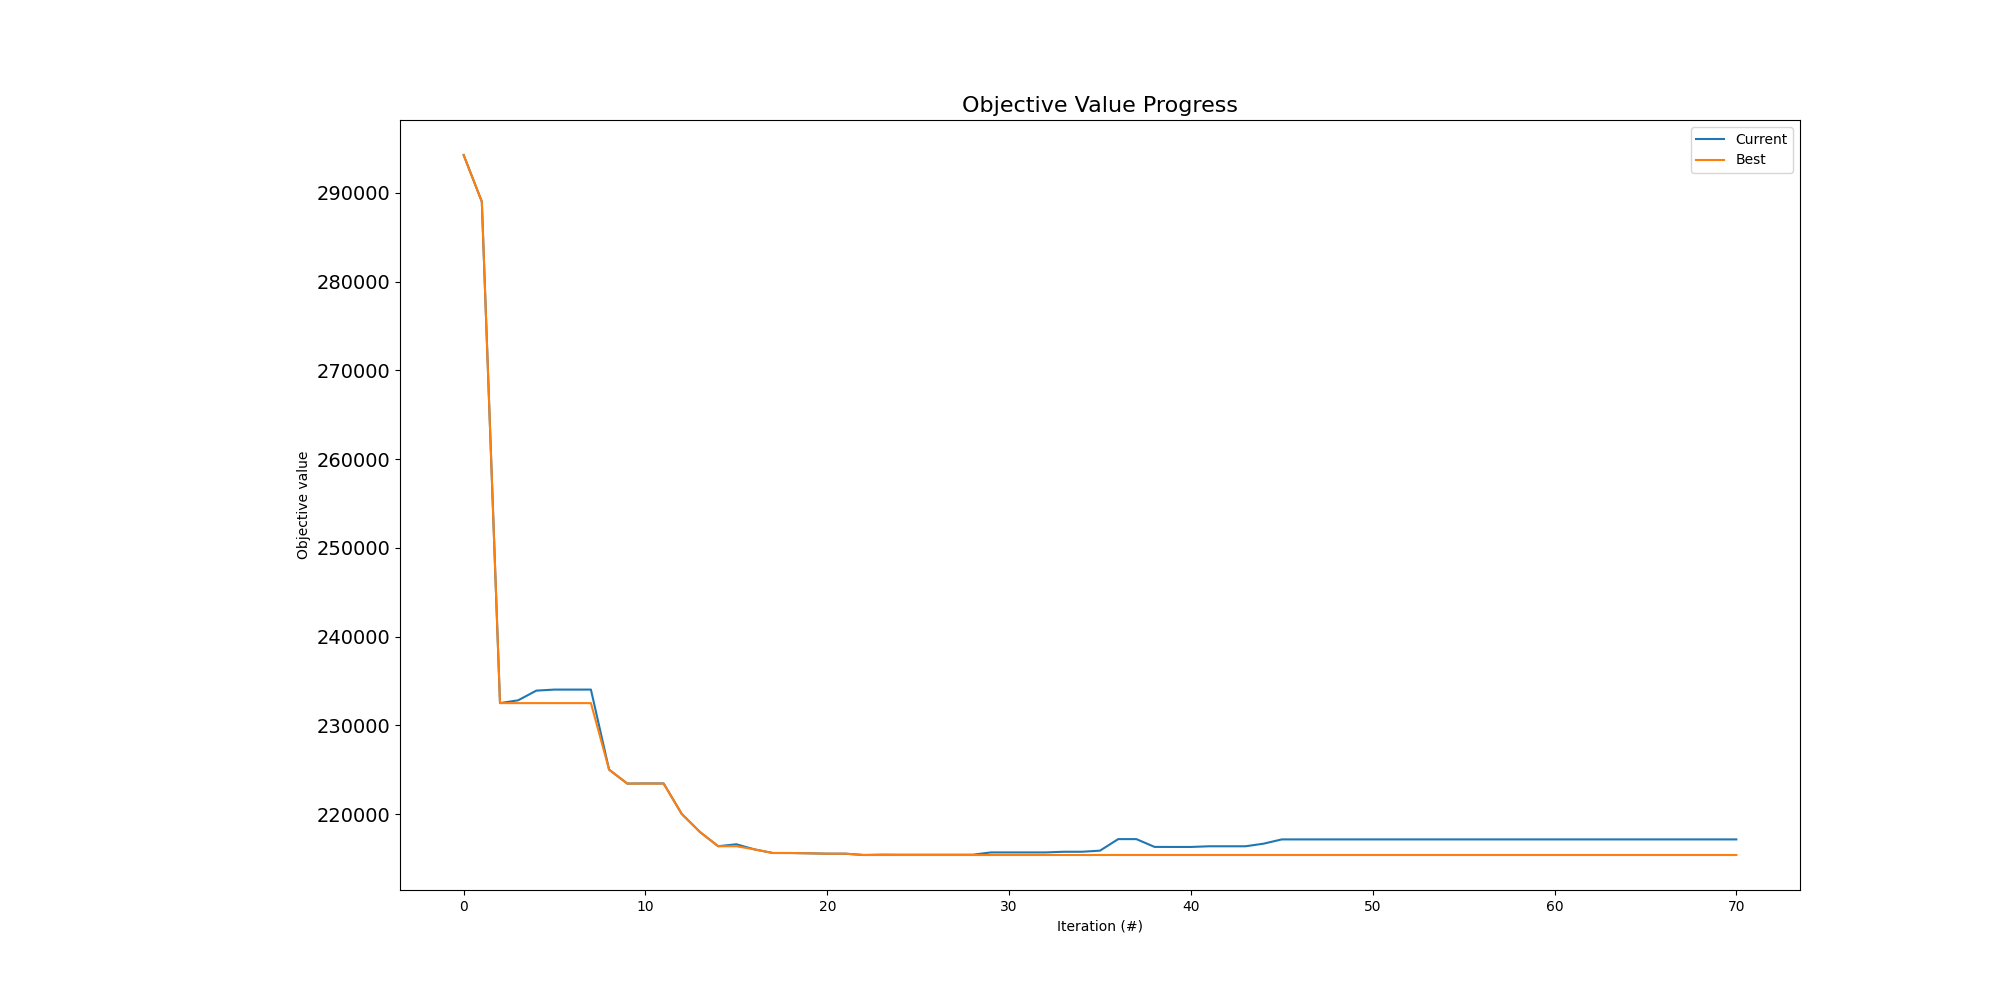 Objective Value Progress
Current
Best
290000
280000
270000
260000
250000
240000
230000
220000
Objective value
0 10 20 30 40 50 60 70
Iteration (#)